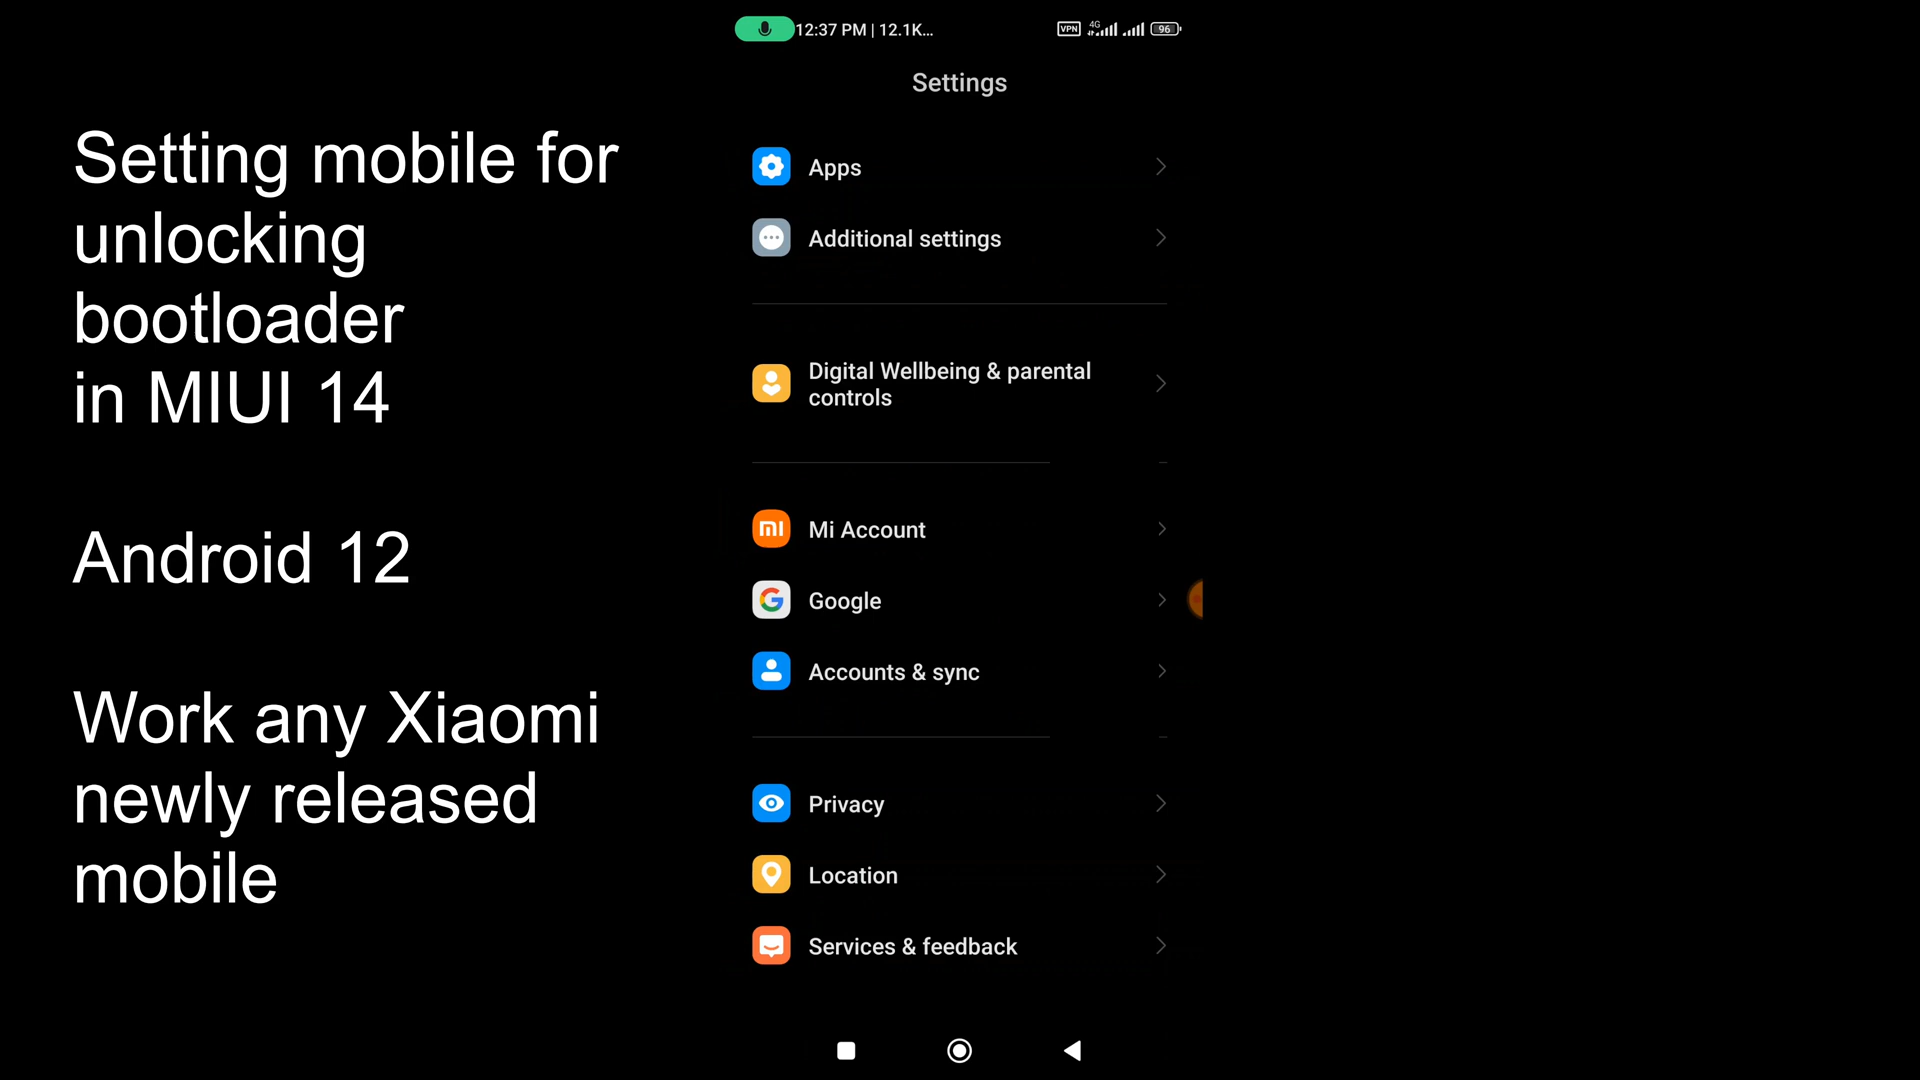 Setting mobile for
unlocking
bootloader
in MIUI 14
Android 12
Work any Xiaomi
newly released
mobile
12:37 PM | 12.1K...
VPN
4G
96
Settings
Apps
Additional settings
Digital Wellbeing & parental
controls
mi
Mi Account
G
Google
Accounts & sync
Privacy
Location
Services & feedback